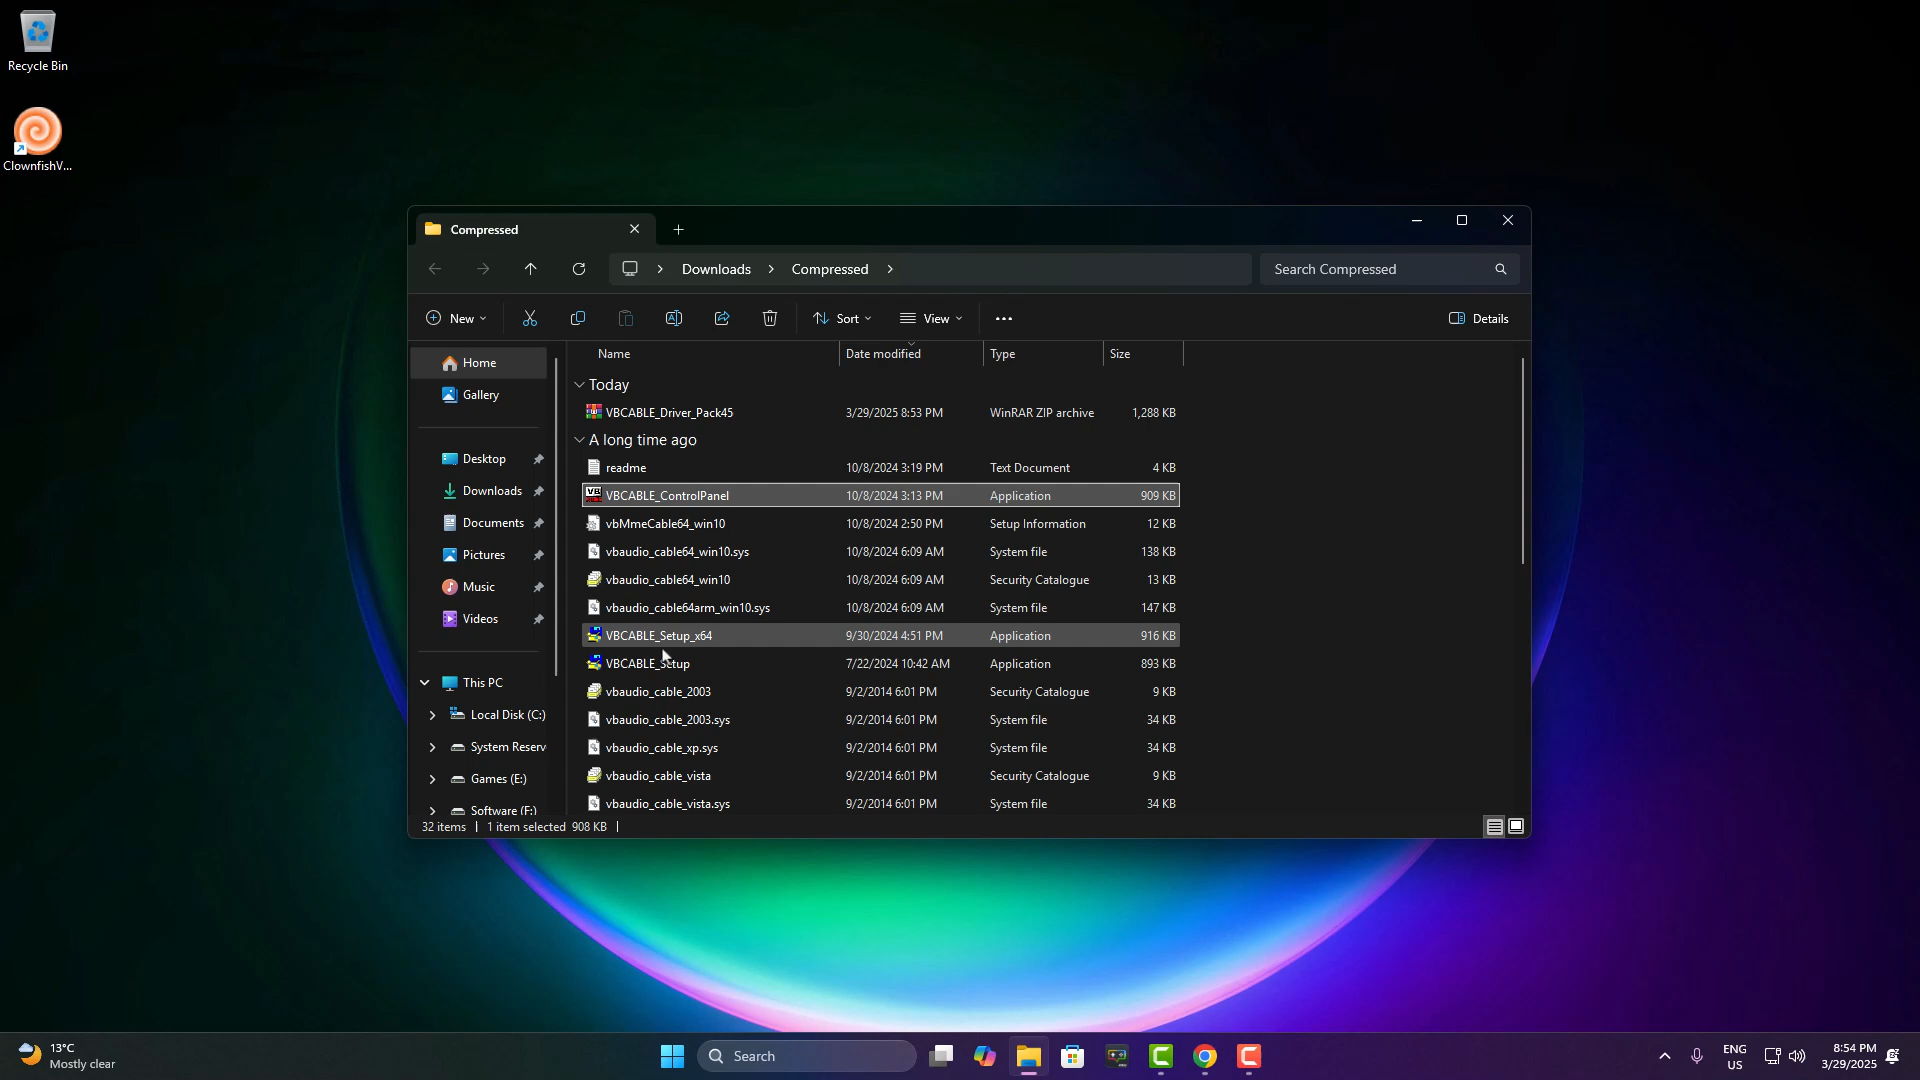 Recycle Bin
ClownfishV...
Compressed
Downloads
Compressed
Search Compressed
New
Sort
View
Details
Home
Gallery
Desktop
Downloads
Documents
Pictures
Music
Videos
This PC
Local Disk (C:)
System Reserv
Games (E:)
Software (F:)
Name Date modified Type Size
Today
VBCABLE_Driver_Pack45 3/29/2025 8:53 PM WinRAR ZIP archive 1,288 KB
A long time ago
readme 10/8/2024 3:19 PM Text Document 4 KB
VBCABLE_ControlPanel 10/8/2024 3:13 PM Application 909 KB
vbMmeCable64_win10 10/8/2024 2:50 PM Setup Information 12 KB
vbaudio_cable64_win10.sys 10/8/2024 6:09 AM System file 138 KB
vbaudio_cable64_win10 10/8/2024 6:09 AM Security Catalogue 13 KB
vbaudio_cable64arm_win10.sys 10/8/2024 6:09 AM System file 147 KB
VBCABLE_Setup_x64 9/30/2024 4:51 PM Application 916 KB
VBCABLE_Setup 7/22/2024 10:42 AM Application 893 KB
vbaudio_cable_2003 9/2/2014 6:01 PM Security Catalogue 9 KB
vbaudio_cable_2003.sys 9/2/2014 6:01 PM System file 34 KB
vbaudio_cable_xp.sys 9/2/2014 6:01 PM System file 34 KB
vbaudio_cable_vista 9/2/2014 6:01 PM Security Catalogue 9 KB
vbaudio_cable_vista.sys 9/2/2014 6:01 PM System file 34 KB
32 items 1 item selected 908 KB
13°C
Mostly clear
Search
ENG
US
8:54 PM
3/29/2025